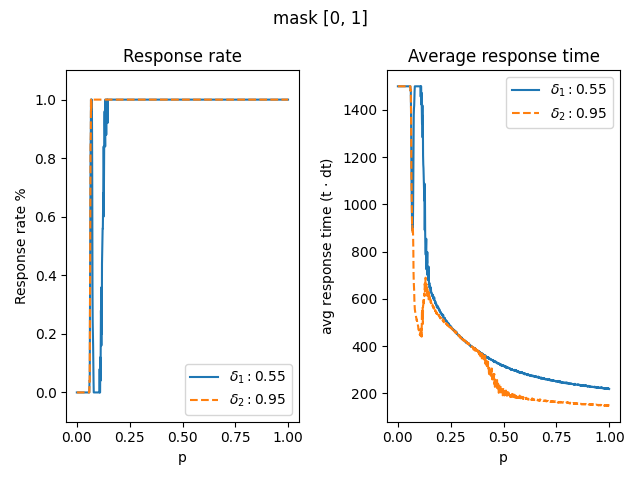 mask [0, 1]
Response rate
Response rate %
1.0
0.8
0.6
0.4
0.2
0.0
δ₁ : 0.55
δ₂ : 0.95
0.00 0.25 0.50 0.75 1.00
p
Average response time
avg response time (t · dt)
1400
1200
1000
800
600
400
200
δ₁ : 0.55
δ₂ : 0.95
0.00 0.25 0.50 0.75 1.00
p